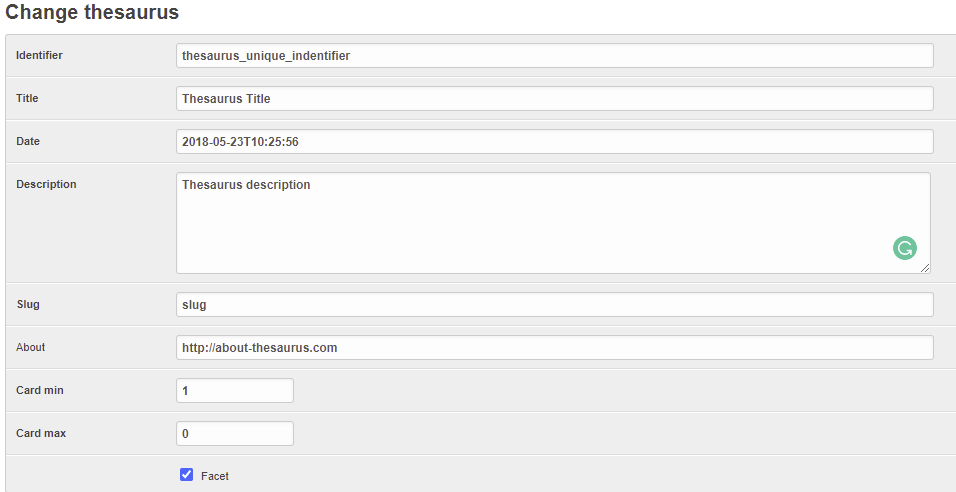 Change thesaurus
Identifier thesaurus_unique_indentifier
Title Thesaurus Title
Date 2018-05-23T10:25:56
Description Thesaurus description
Slug slug
About http://about-thesaurus.com
Card min 1
Card max 0
Facet